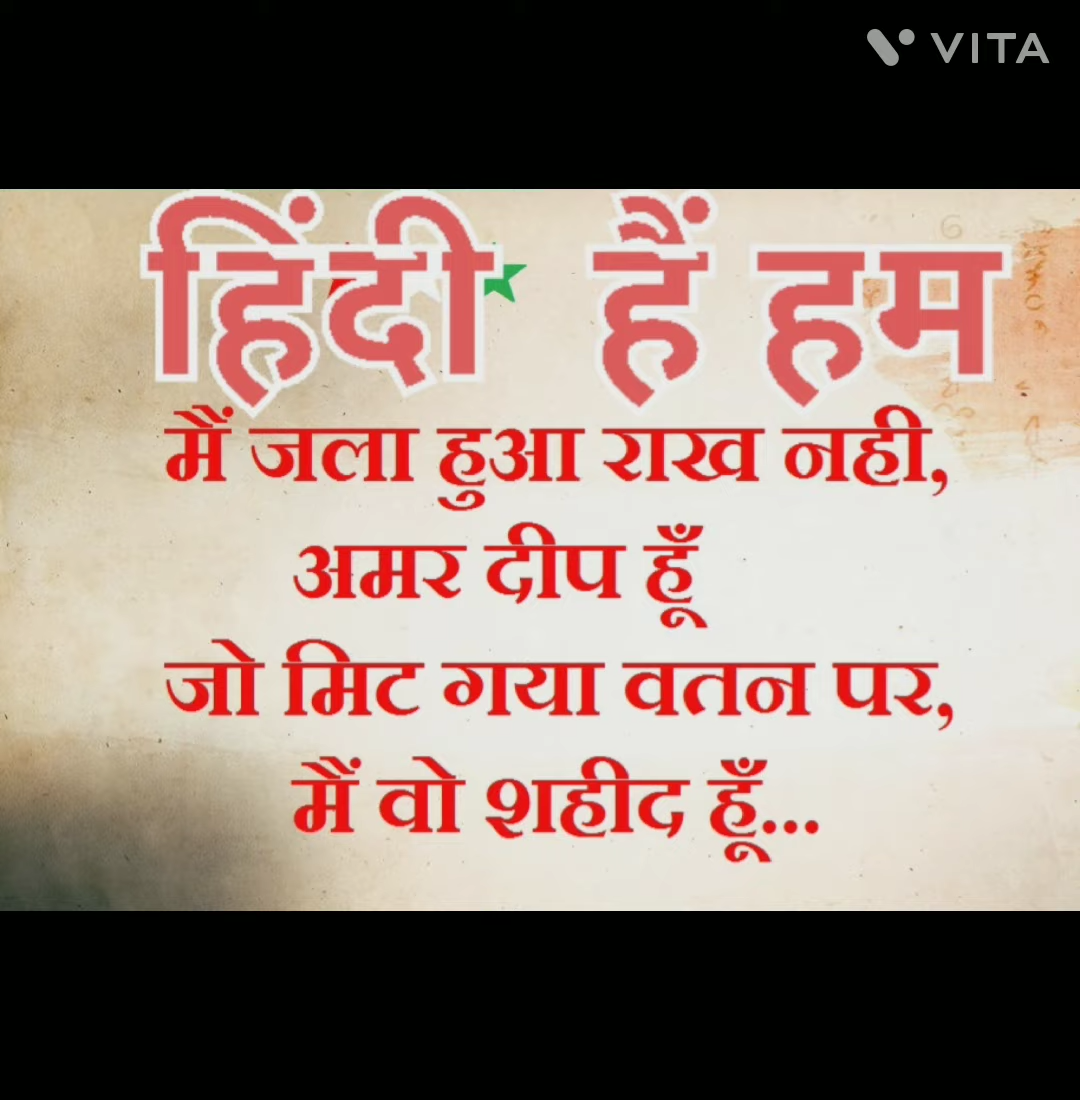 VITA
हिंदी हैं हम
मैं जला हुआ राख नही,
अमर दीप हूँ
जो मिट गया वतन पर,
मैं वो शहीद हूँ...